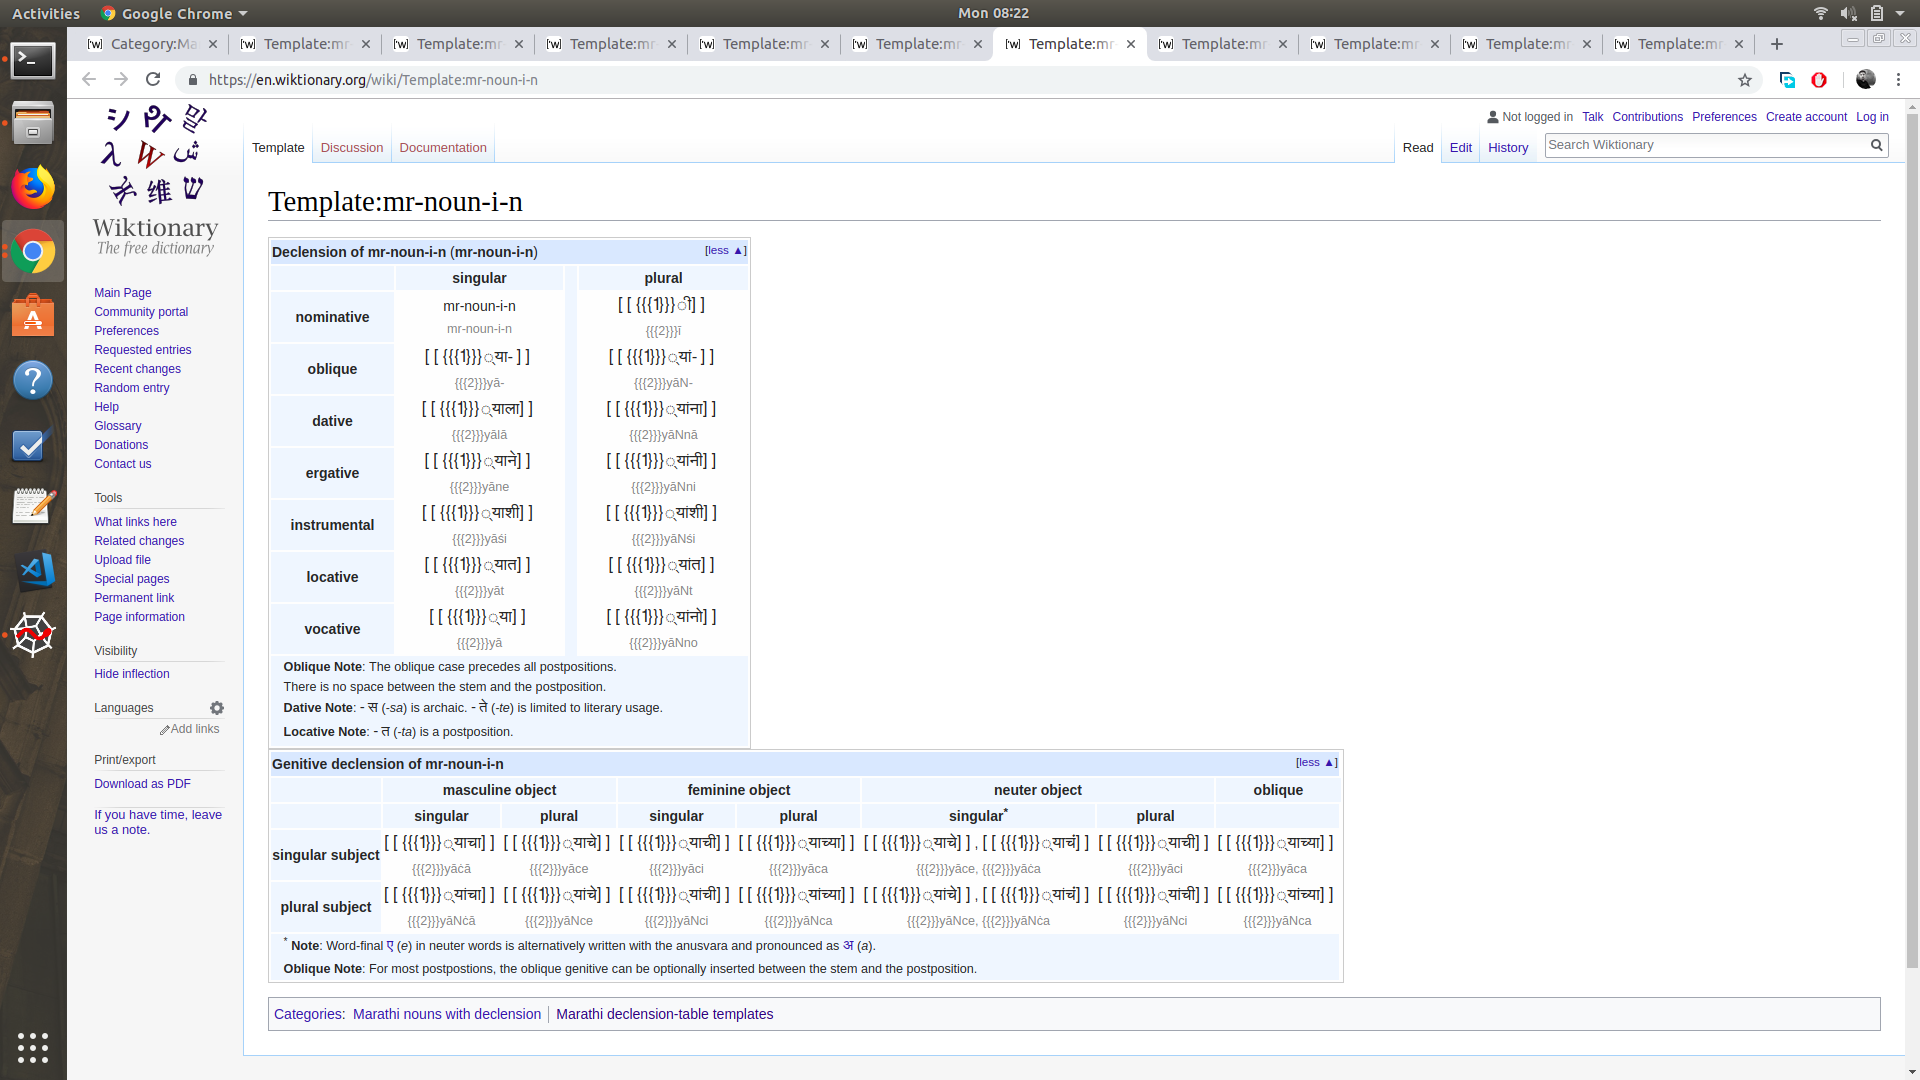 Activities Google Chrome Mon 08:22
Category:Ma Template:mr Template:mr- Template:mr Template:mr Template:mr- Template:mr- Template:mr Template:mr Template:mr Template:mr
https://en.wiktionary.org/wiki/Template:mr-noun-i-n
Not logged in Talk Contributions Preferences Create account Log in
Template Discussion Documentation Read Edit History Search Wiktionary
Wiktionary
The free dictionary
Main Page
Community portal
Preferences
Requested entries
Recent changes
Random entry
Help
Glossary
Donations
Contact us
Tools
What links here
Related changes
Upload file
Special pages
Permanent link
Page information
Visibility
Hide inflection
Languages
Add links
Print/export
Download as PDF
If you have time, leave
us a note.
Template:mr-noun-i-n
Declension of mr-noun-i-n (mr-noun-i-n) [less ▲]
singular plural
nominative mr-noun-i-n [ [ {{{1}}}ी] ]
mr-noun-i-n {{{2}}}ī
oblique [ [ {{{1}}}्या- ] ] [ [ {{{1}}}्यां- ] ]
{{{2}}}yā- {{{2}}}yāN-
dative [ [ {{{1}}}्याला] ] [ [ {{{1}}}्यांना] ]
{{{2}}}yālā {{{2}}}yāNnā
ergative [ [ {{{1}}}्याने] ] [ [ {{{1}}}्यांनी] ]
{{{2}}}yāne {{{2}}}yāNni
instrumental [ [ {{{1}}}्याशी] ] [ [ {{{1}}}्यांशी] ]
{{{2}}}yāśi {{{2}}}yāNśi
locative [ [ {{{1}}}्यात] ] [ [ {{{1}}}्यांत] ]
{{{2}}}yāt {{{2}}}yāNt
vocative [ [ {{{1}}}्या] ] [ [ {{{1}}}्यांनो] ]
{{{2}}}yā {{{2}}}yāNno
Oblique Note: The oblique case precedes all postpositions.
There is no space between the stem and the postposition.
Dative Note: - स (-sa) is archaic. - ते (-te) is limited to literary usage.
Locative Note: - त (-ta) is a postposition.
Genitive declension of mr-noun-i-n [less ▲]
masculine object feminine object neuter object oblique
singular plural singular plural singular* plural
singular subject [ [ {{{1}}}्याचा] ] [ [ {{{1}}}्याचे] ] [ [ {{{1}}}्याची] ] [ [ {{{1}}}्याच्या] ] [ [ {{{1}}}्याचे] ] , [ [ {{{1}}}्याचं] ] [ [ {{{1}}}्याची] ] [ [ {{{1}}}्याच्या] ]
{{{2}}}yāċā {{{2}}}yāce {{{2}}}yāci {{{2}}}yāca {{{2}}}yāce, {{{2}}}yāċa {{{2}}}yāci {{{2}}}yāca
plural subject [ [ {{{1}}}्यांचा] ] [ [ {{{1}}}्यांचे] ] [ [ {{{1}}}्यांची] ] [ [ {{{1}}}्यांच्या] ] [ [ {{{1}}}्यांचे] ] , [ [ {{{1}}}्यांचं] ] [ [ {{{1}}}्यांची] ] [ [ {{{1}}}्यांच्या] ]
{{{2}}}yāNċā {{{2}}}yāNce {{{2}}}yāNci {{{2}}}yāNca {{{2}}}yāNce, {{{2}}}yāNċa {{{2}}}yāNci {{{2}}}yāNca
* Note: Word-final ए (e) in neuter words is alternatively written with the anusvara and pronounced as अ (a).
Oblique Note: For most postpostions, the oblique genitive can be optionally inserted between the stem and the postposition.
Categories: Marathi nouns with declension | Marathi declension-table templates